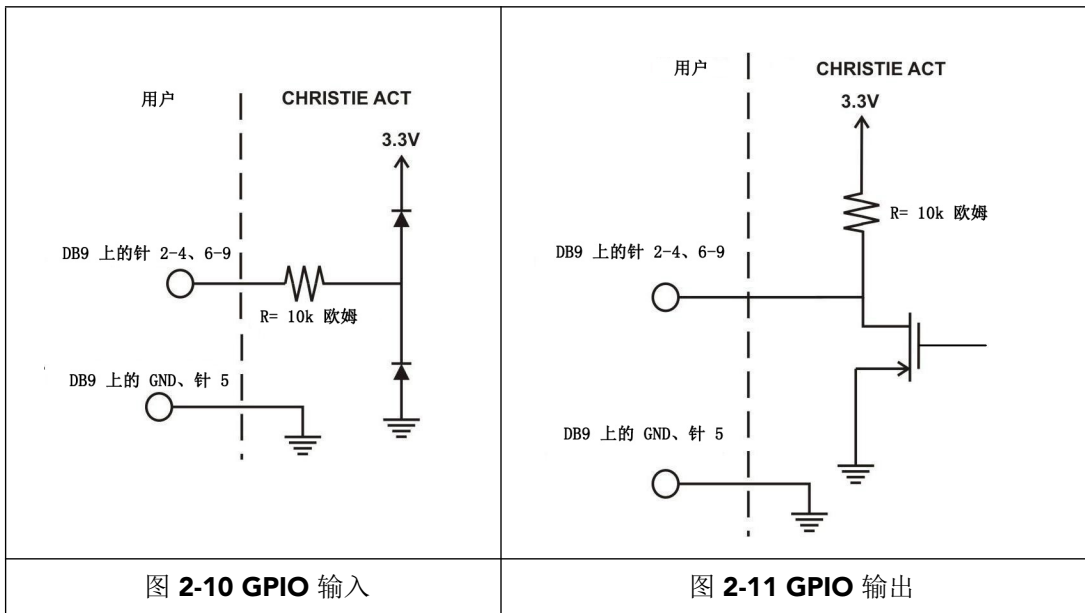 用户
CHRISTIE ACT
3.3V
DB9 上的针 2-4、6-9
R= 10k 欧姆
DB9 上的 GND、针 5
用户
CHRISTIE ACT
3.3V
R= 10k 欧姆
DB9 上的针 2-4、6-9
DB9 上的 GND、针 5
图 2-10 GPIO 输入
图 2-11 GPIO 输出